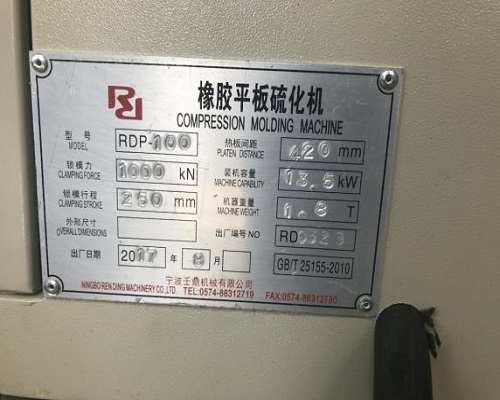 橡胶平板硫化机
COMPRESSION MOLDING MACHINE
型号 MODEL RDP-100 热板间距 PLATEN DISTANCE 420 mm
锁模力 CLAMPING FORCE 1000 kN 装机容量 MACHINE CAPABILITY 13.5 kW
锁模行程 CLAMPING STROKE 250 mm 机器重量 MACHINE WEIGHT 1.8 T
外形尺寸 OVERALL DIMENSIONS 出厂编号 NO RD
出厂日期 2017 年 8 月 GB/T 25155-2010
宁波壬鼎机械有限公司
NINGBO REN DING MACHINERY CO.,LTD. TEL:0574-88312719 FAX:0574-88312730